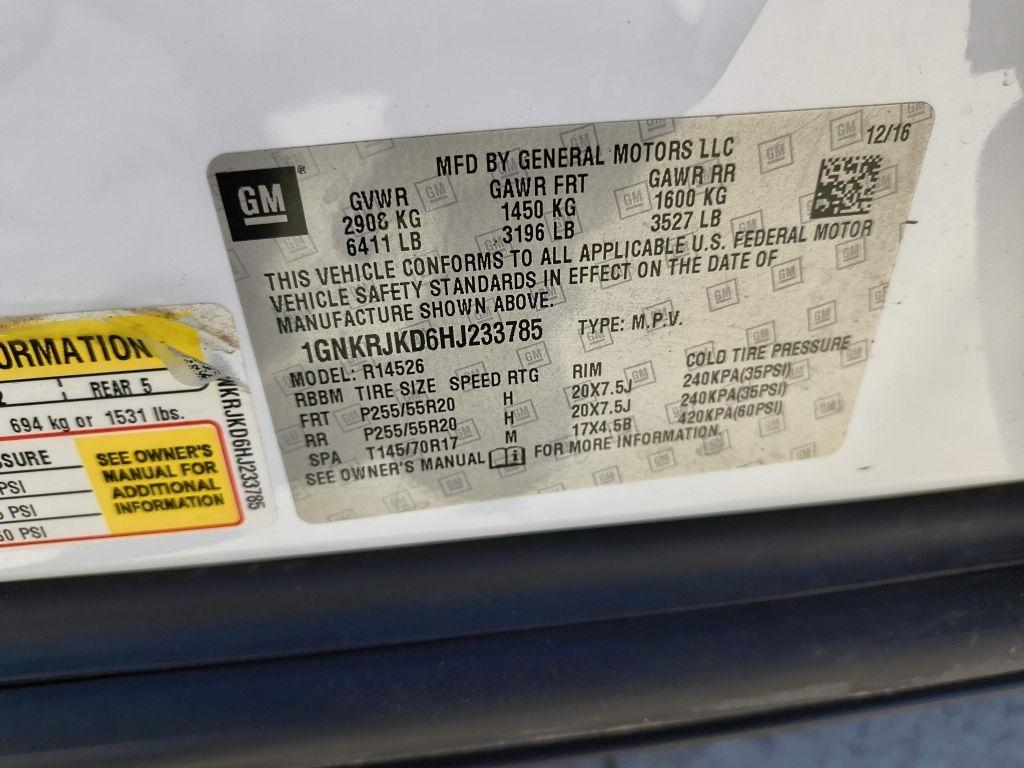 GM
MFD BY GENERAL MOTORS LLC
12/16
GVWR GAWR FRT GAWR RR
2908 KG 1450 KG 1600 KG
6411 LB 3196 LB 3527 LB
THIS VEHICLE CONFORMS TO ALL APPLICABLE U.S. FEDERAL MOTOR
VEHICLE SAFETY STANDARDS IN EFFECT ON THE DATE OF
MANUFACTURE SHOWN ABOVE.
1GNKRJKD6HJ233785 TYPE: M.P.V.
MODEL: R14526
RBBM TIRE SIZE SPEED RTG RIM COLD TIRE PRESSURE
FRT P255/55R20 H 20X7.5J 240KPA(35PSI)
RR P255/55R20 H 20X7.5J 240KPA(35PSI)
SPA T145/70R17 M 17X4.5B 420KPA(60PSI)
SEE OWNER'S MANUAL FOR MORE INFORMATION.
ORMATION
REAR 5
694 kg or 1531 lbs.
SSURE
PSI
PSI
PSI
SEE OWNER'S
MANUAL FOR
ADDITIONAL
INFORMATION
NKRJKD6HJ233785